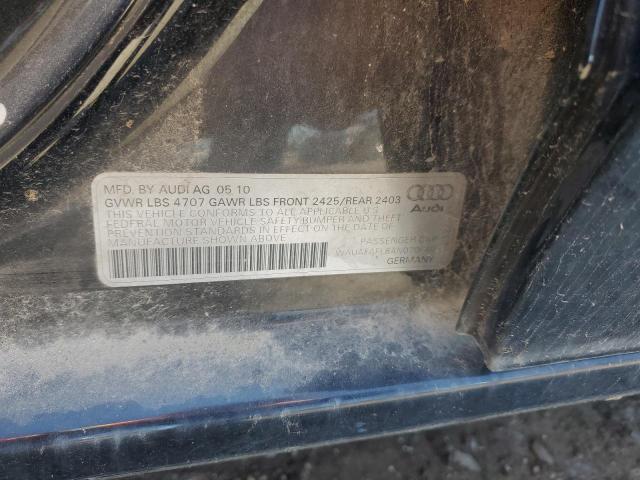 MFD. BY AUDI AG 05 10
GVWR LBS 4707 GAWR LBS FRONT 2425/REAR 2403
THIS VEHICLE CONFORMS TO ALL APPLICABLE U.S.
FEDERAL MOTOR VEHICLE SAFETY/BUMPER AND THEFT
PREVENTION STANDARDS IN EFFECT ON THE DATE OF
MANUFACTURE SHOWN ABOVE
Audi
PASSENGER CAR
GERMANY